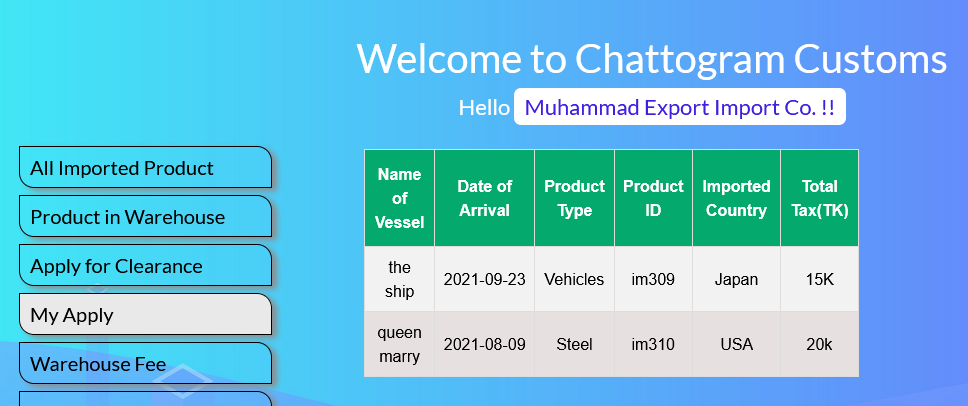 Welcome to Chattogram Customs
Hello Muhammad Export Import Co. !!
All Imported Product
Product in Warehouse
Apply for Clearance
My Apply
Warehouse Fee
Name of Vessel Date of Arrival Product Type Product ID Imported Country Total Tax(TK)
the ship 2021-09-23 Vehicles im309 Japan 15K
queen marry 2021-08-09 Steel im310 USA 20k